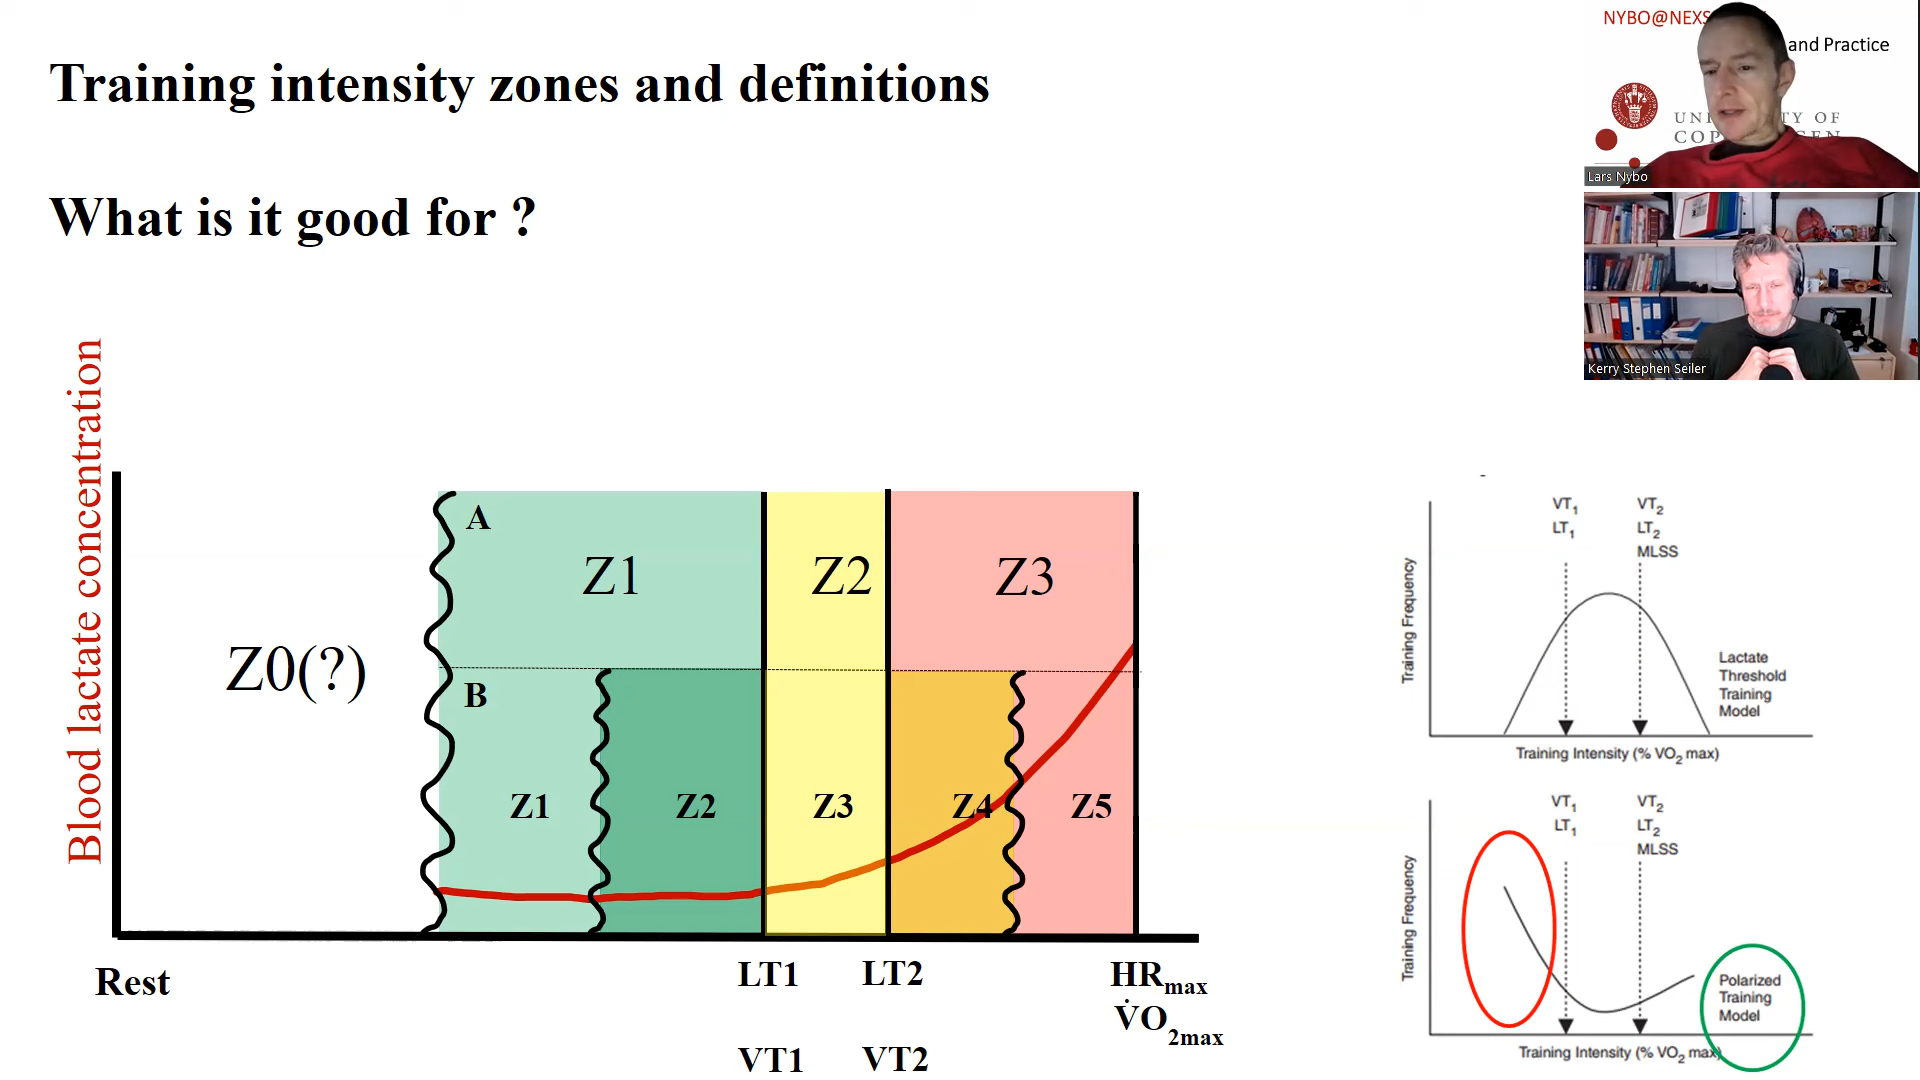 Training intensity zones and definitions
What is it good for ?
NYBO@NEXS
and Practice
Lars Nybo
Kerry Stephen Seiler
Blood lactate concentration
Z0(?)
A
Z1
Z2
Z3
B
Z1
Z2
Z3
Z4
Z5
Rest
LT1
LT2
HRmax
V̇O2max
VT1
VT2
VT1
LT1
VT2
LT2
MLSS
Training Frequency
Lactate
Threshold
Training
Model
Training Intensity (% VO2 max)
VT1
LT1
VT2
LT2
MLSS
Training Frequency
Polarized
Training
Model
Training Intensity (% VO2 max)